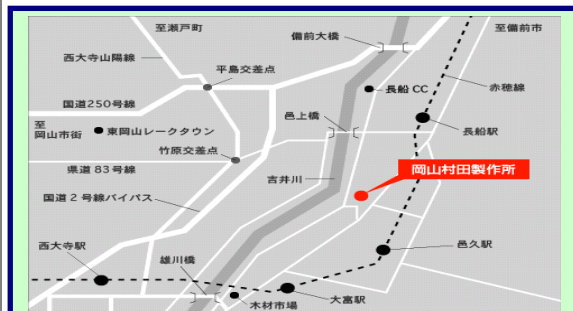 至瀬戸町
備前大橋
至備前市
西大寺山陽線
平島交差点
長船 CC
赤穂線
国道250号線
至
岡山市街
東岡山レークタウン
邑上橋
長船駅
竹原交差点
県道 83号線
吉井川
岡山村田製作所
国道 2 号線バイパス
西大寺駅
雄川橋
邑久駅
木材市場
大富駅